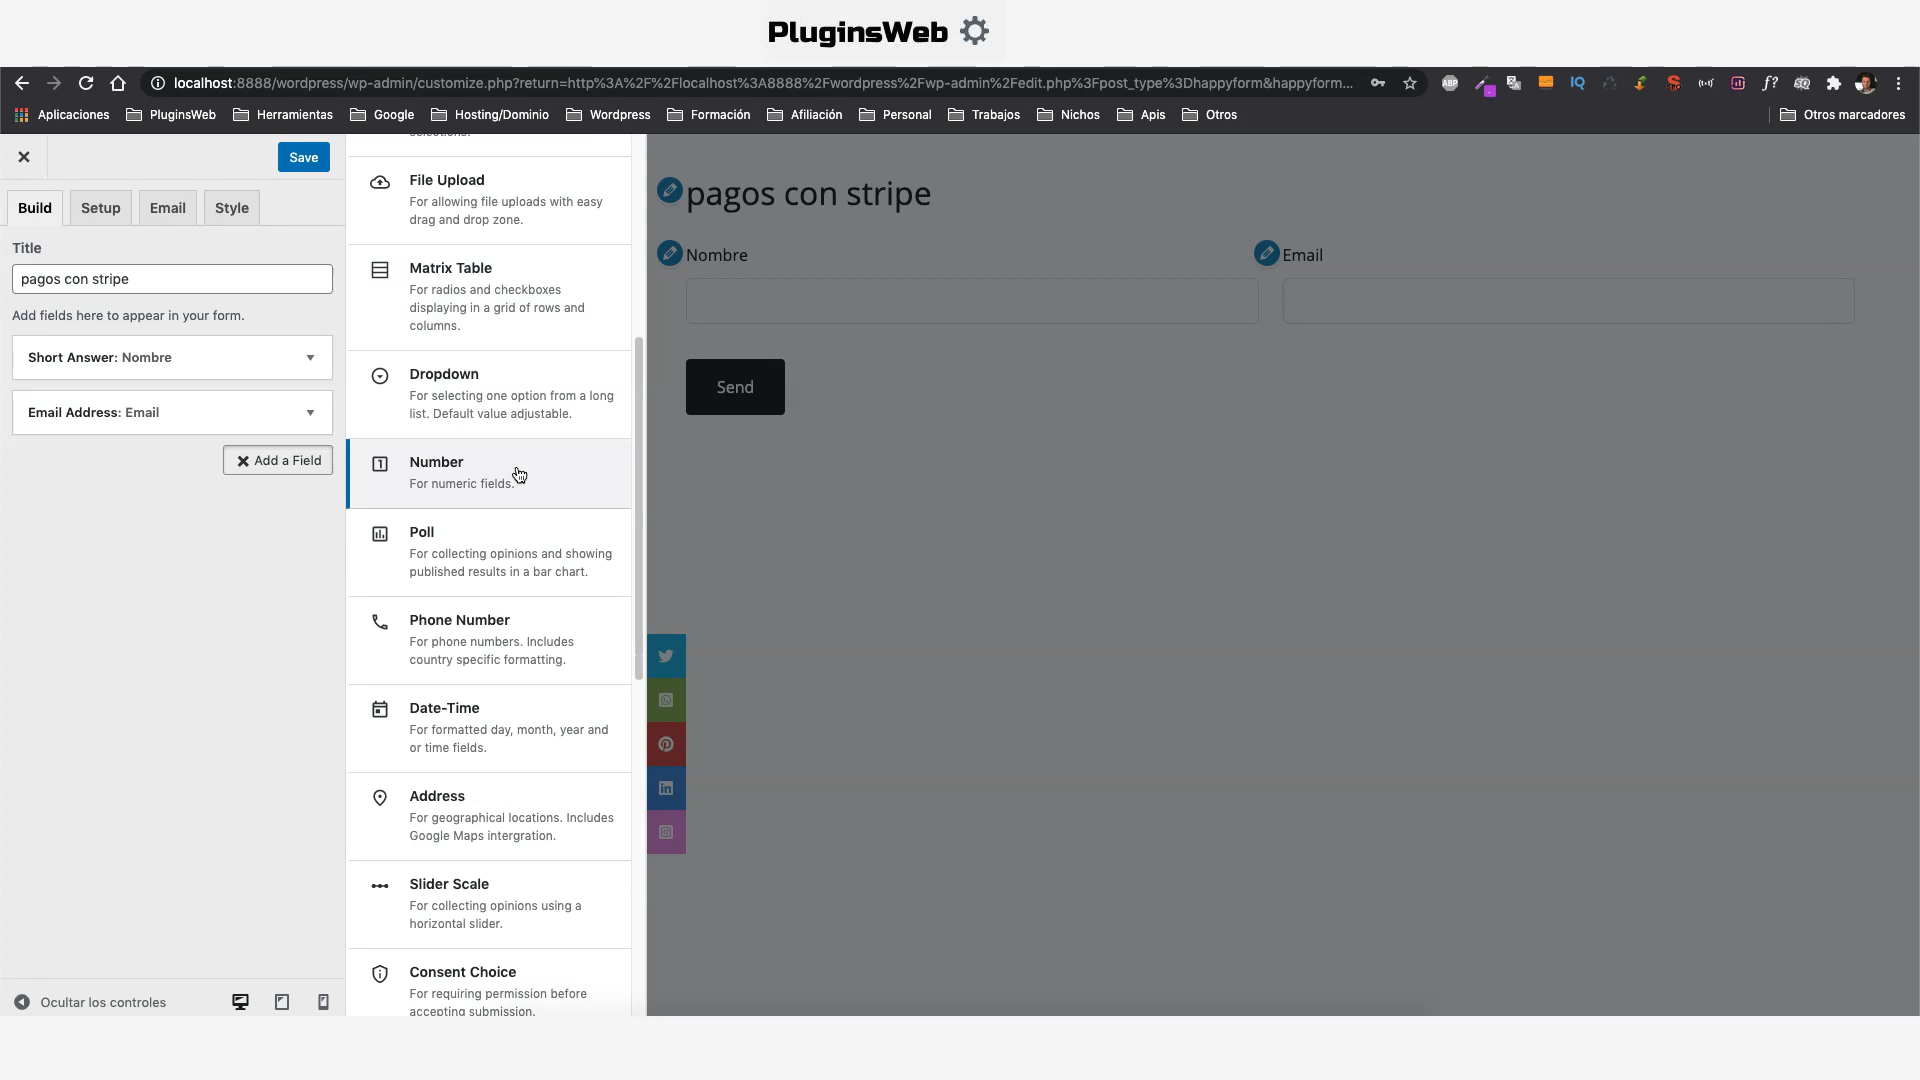 PluginsWeb
localhost:8888/wordpress/wp-admin/customize.php?return=http%3A%2F%2Flocalhost%3A8888%2Fwordpress%2Fwp-admin%2Fedit.php%3Fpost_type%3Dhappyform&happyform...
ABP
IQ
f?
Aplicaciones
PluginsWeb
Herramientas
Google
Hosting/Dominio
Wordpress
Formación
Afiliación
Personal
Trabajos
Nichos
Apis
Otros
Otros marcadores
Save
Build
Setup
Email
Style
Title
pagos con stripe
Add fields here to appear in your form.
Short Answer: Nombre
Email Address: Email
Add a Field
Ocultar los controles
selections.
File Upload
For allowing file uploads with easy
drag and drop zone.
Matrix Table
For radios and checkboxes
displaying in a grid of rows and
columns.
Dropdown
For selecting one option from a long
list. Default value adjustable.
Number
For numeric fields.
Poll
For collecting opinions and showing
published results in a bar chart.
Phone Number
For phone numbers. Includes
country specific formatting.
Date-Time
For formatted day, month, year and
or time fields.
Address
For geographical locations. Includes
Google Maps intergration.
Slider Scale
For collecting opinions using a
horizontal slider.
Consent Choice
For requiring permission before
accepting submission.
pagos con stripe
Nombre
Email
Send